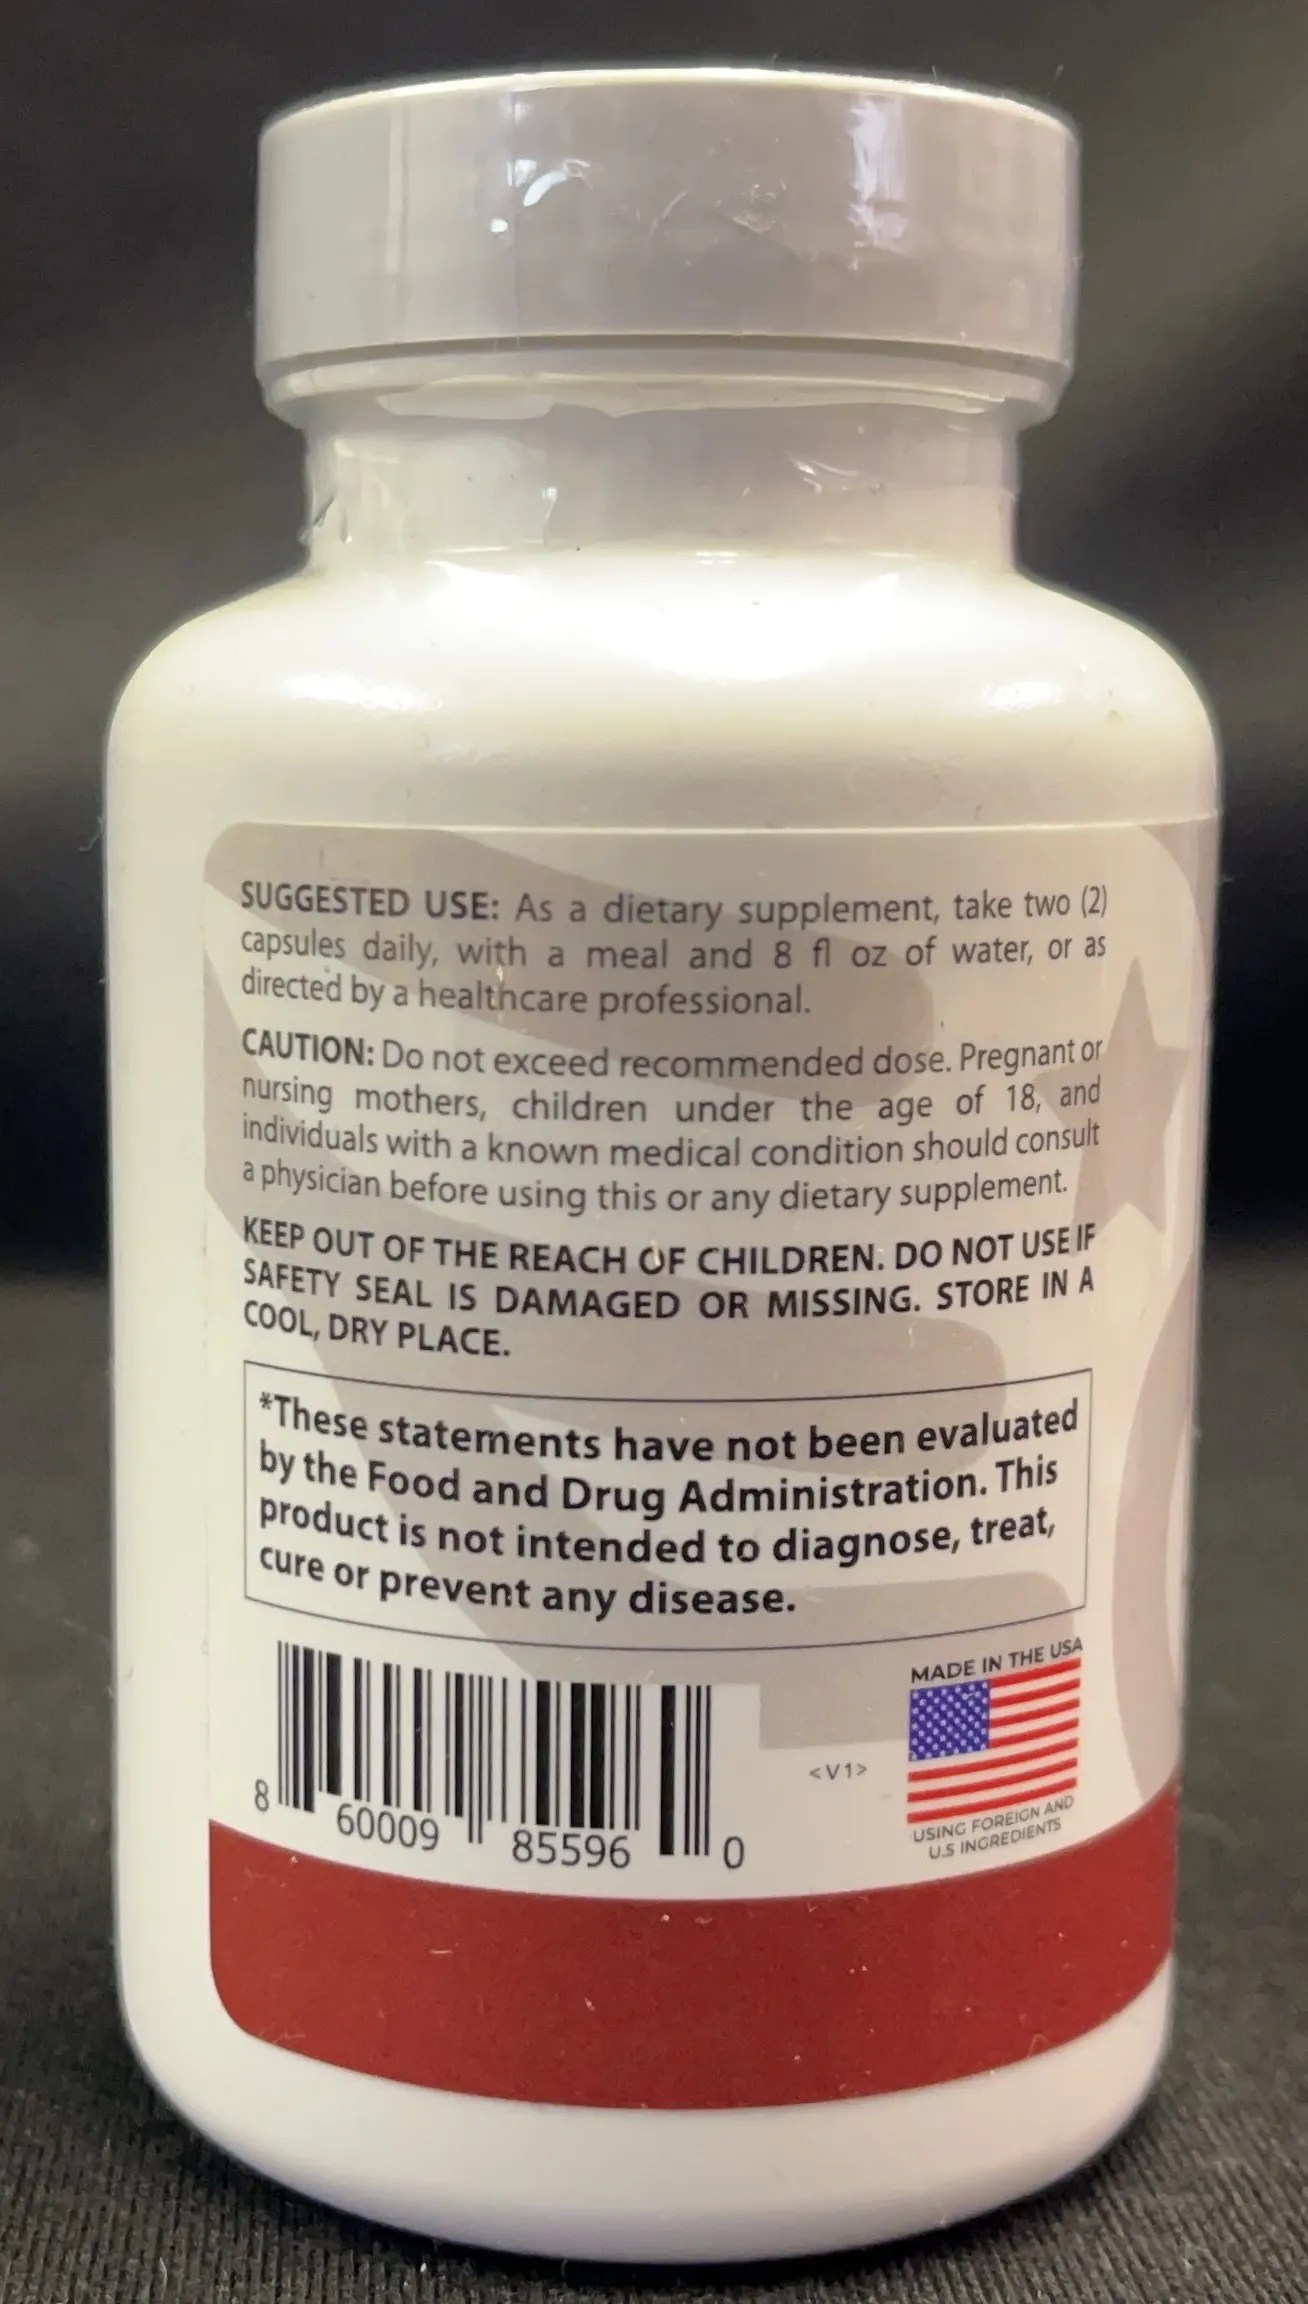 SUGGESTED USE: As a dietary supplement, take two (2)
capsules daily, with a meal and 8 fl oz of water, or as
directed by a healthcare professional.
CAUTION: Do not exceed recommended dose. Pregnant or
nursing mothers, children under the age of 18, and
individuals with a known medical condition should consult
a physician before using this or any dietary supplement.
KEEP OUT OF THE REACH OF CHILDREN. DO NOT USE IF
SAFETY SEAL IS DAMAGED OR MISSING. STORE IN A
COOL, DRY PLACE.
*These statements have not been evaluated
by the Food and Drug Administration. This
product is not intended to diagnose, treat,
cure or prevent any disease.
8 60009 85596 0
<V1>
MADE IN THE USA
USING FOREIGN AND
U.S INGREDIENTS